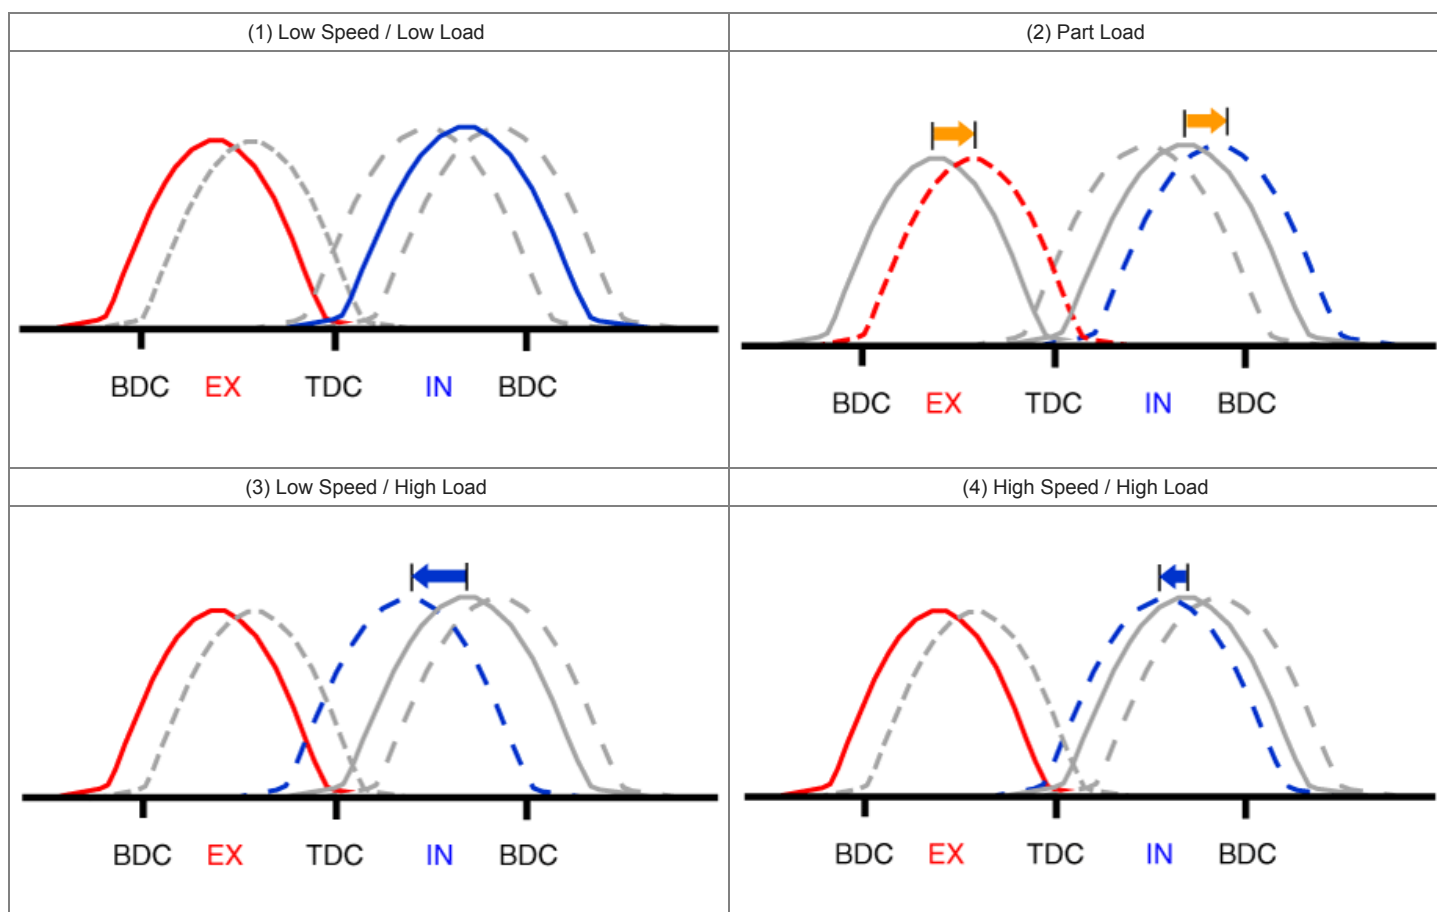 (1) Low Speed / Low Load
(2) Part Load
BDC EX TDC IN BDC
BDC EX TDC IN BDC
(3) Low Speed / High Load
(4) High Speed / High Load
BDC EX TDC IN BDC
BDC EX TDC IN BDC